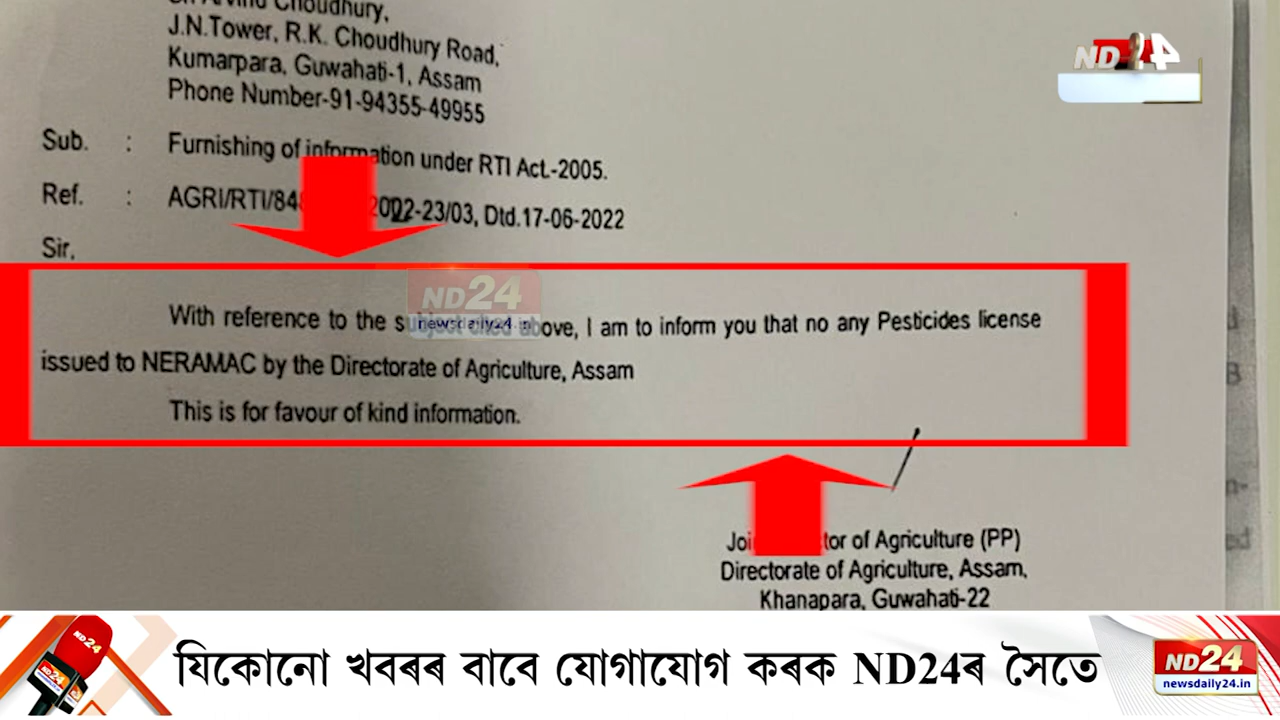 Choudhury,
J.N.Tower, R.K. Choudhury Road,
Kumarpara, Guwahati-1, Assam
Phone Number-91-94355-49955
Sub. : Furnishing of information under RTI Act.-2005.
Ref. : AGRI/RTI/84 2022-23/03, Dtd.17-06-2022
Sir,
With reference to the subject cited above, I am to inform you that no any Pesticides license
issued to NERAMAC by the Directorate of Agriculture, Assam
This is for favour of kind information.
of Agriculture (PP)
Directorate of Agriculture, Assam,
Khanapara, Guwahati-22
ND24
ND24
newsdaily24.in
ND24
যিকোনো খবৰৰ বাবে যোগাযোগ কৰক ND24ৰ সৈতে
ND24
newsdaily24.in